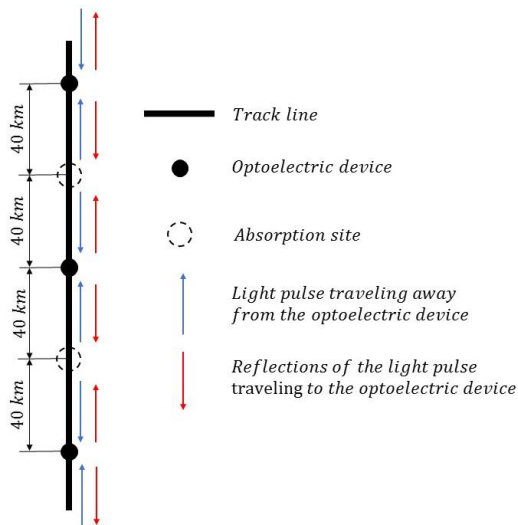 40 km
40 km
40 km
40 km
Track line
Optoelectric device
Absorption site
Light pulse traveling away
from the optoelectric device
Reflections of the light pulse
traveling to the optoelectric device